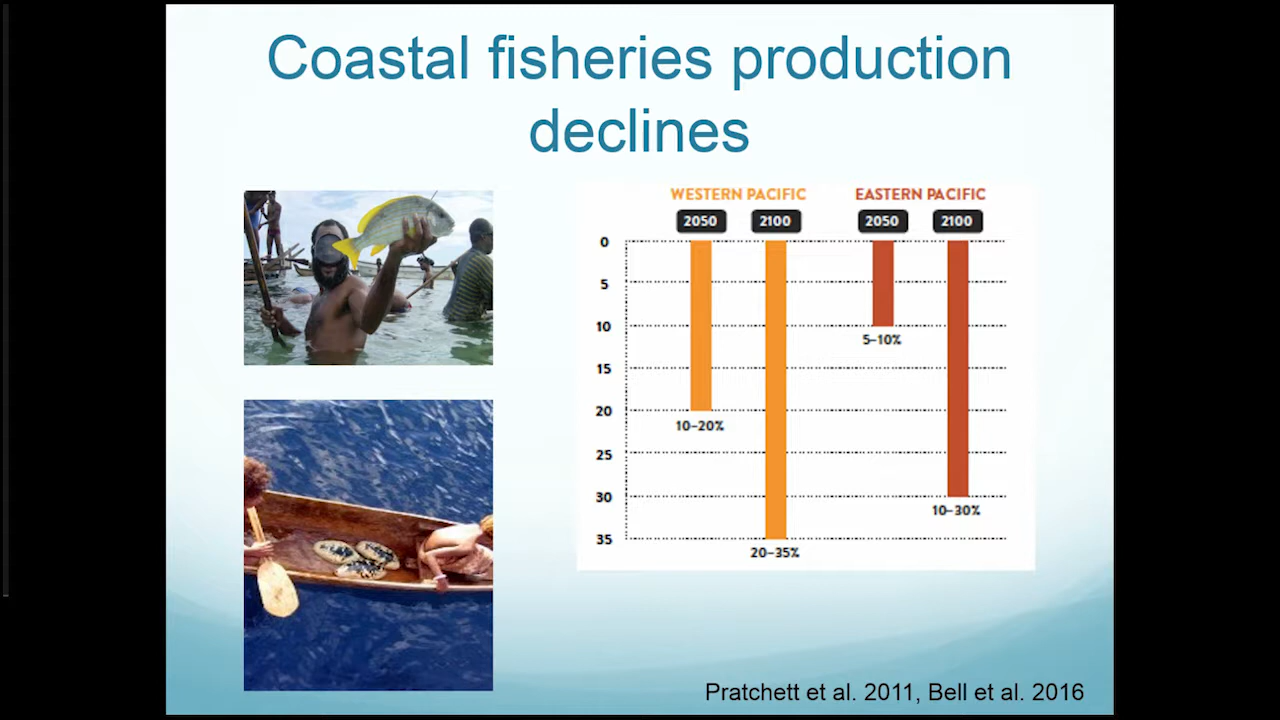 Coastal fisheries production
declines
WESTERN PACIFIC EASTERN PACIFIC
2050 2100 2050 2100
0
5
10
5–10%
15
20
10–20%
25
30
10–30%
35
20–35%
Pratchett et al. 2011, Bell et al. 2016